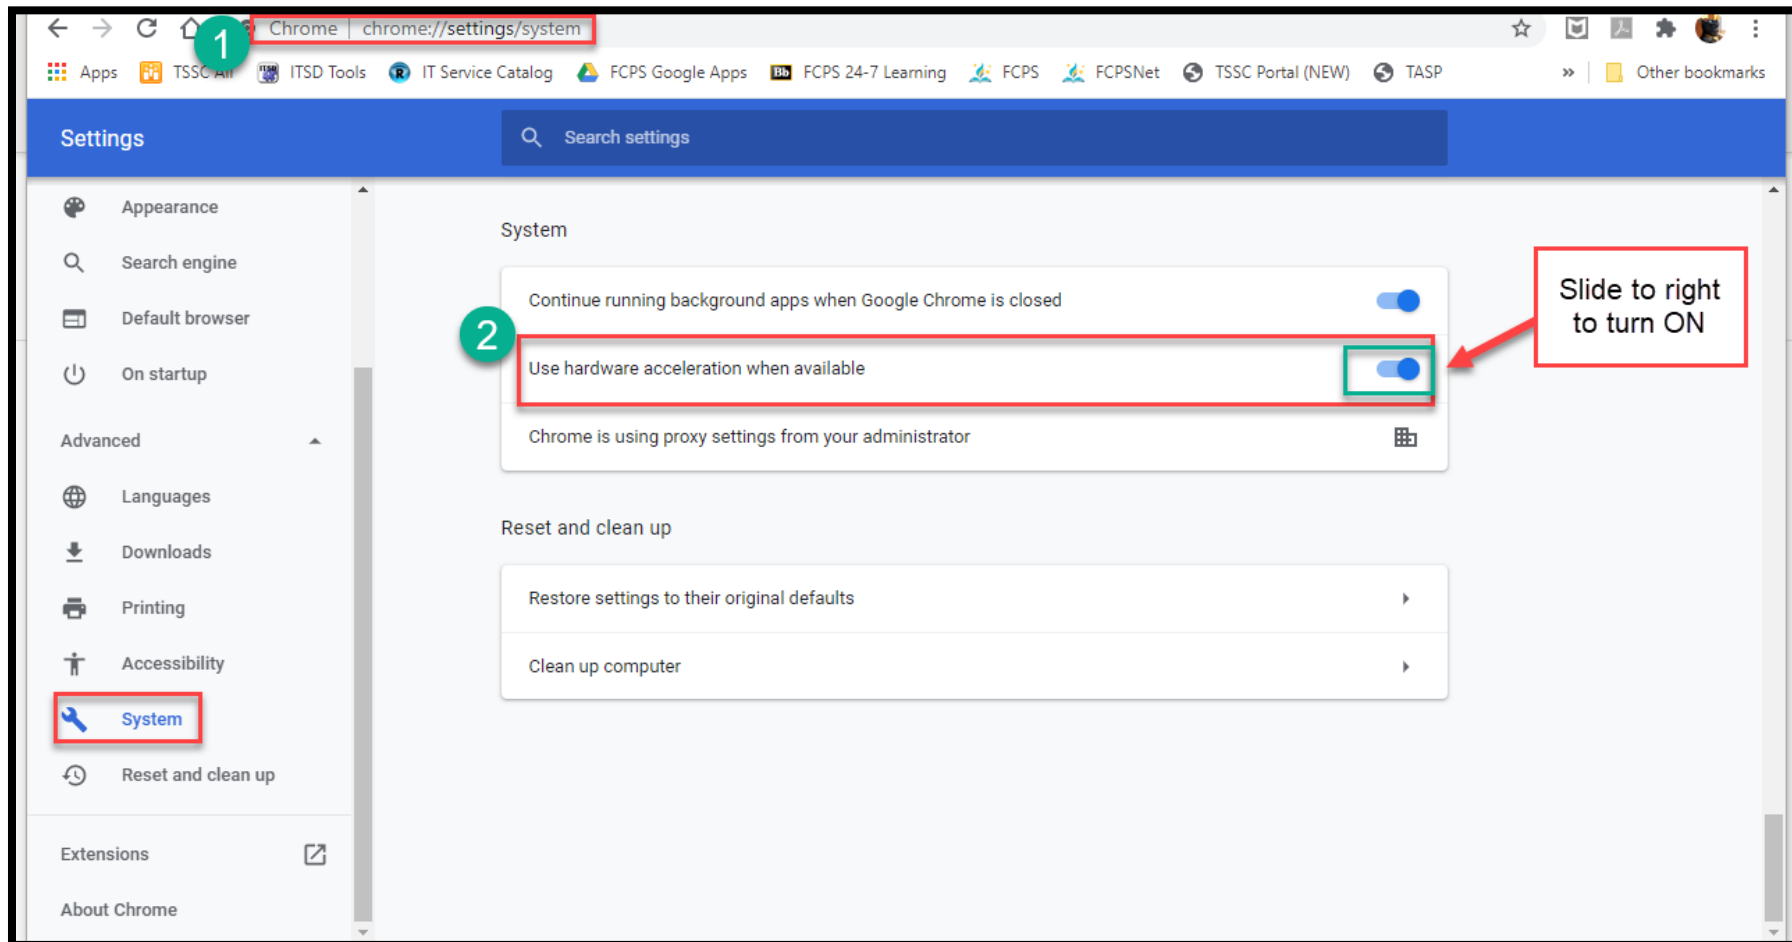 1
Chrome | chrome://settings/system
Apps TSSC All ITSD Tools IT Service Catalog FCPS Google Apps Bb FCPS 24-7 Learning FCPS FCPSNet TSSC Portal (NEW) TASP » Other bookmarks
Settings
Search settings
Appearance
Search engine
Default browser
On startup
Advanced
Languages
Downloads
Printing
Accessibility
System
Reset and clean up
Extensions
About Chrome
System
Continue running background apps when Google Chrome is closed
2
Use hardware acceleration when available
Chrome is using proxy settings from your administrator
Slide to right
to turn ON
Reset and clean up
Restore settings to their original defaults
Clean up computer